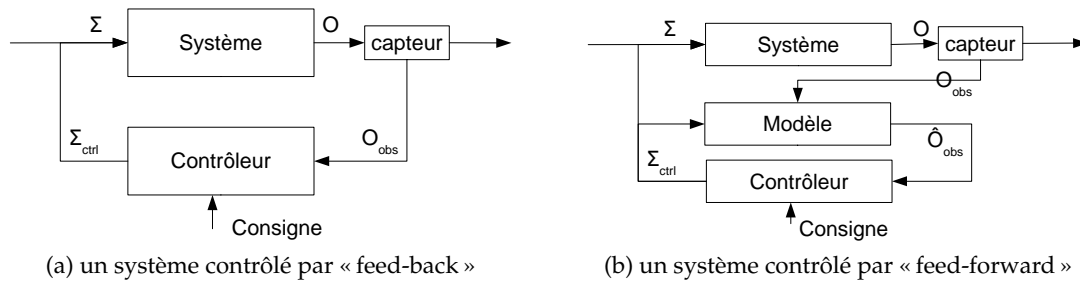 Σ
Système
O
capteur
Σctrl
Contrôleur
Oobs
Consigne
(a) un système contrôlé par « feed-back »
Σ
Système
O
capteur
Oobs
Modèle
Ôobs
Σctrl
Contrôleur
Consigne
(b) un système contrôlé par « feed-forward »